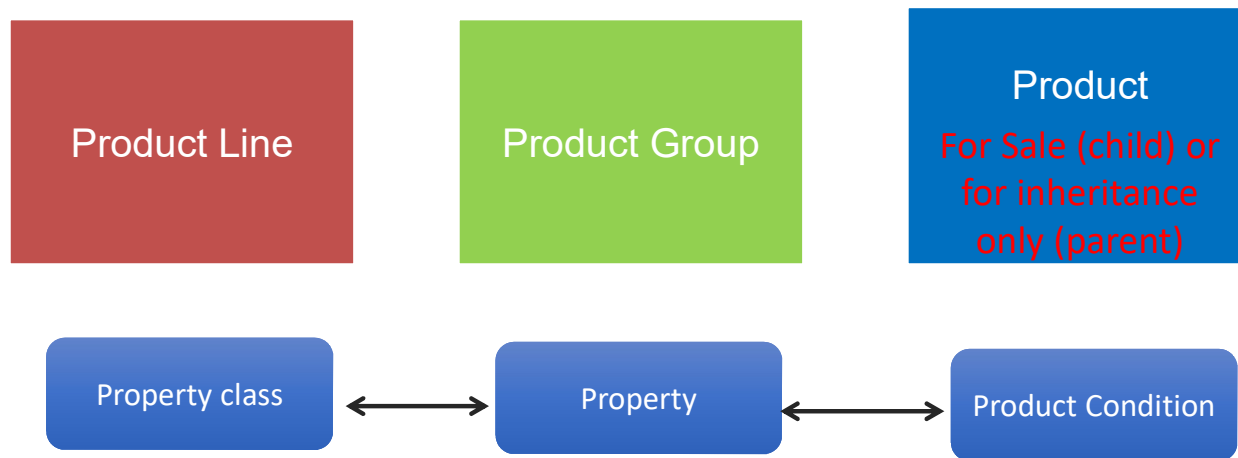 Product Line
Product Group
Product
For Sale (child) or
for inheritance
only (parent)
Property class
Property
Product Condition